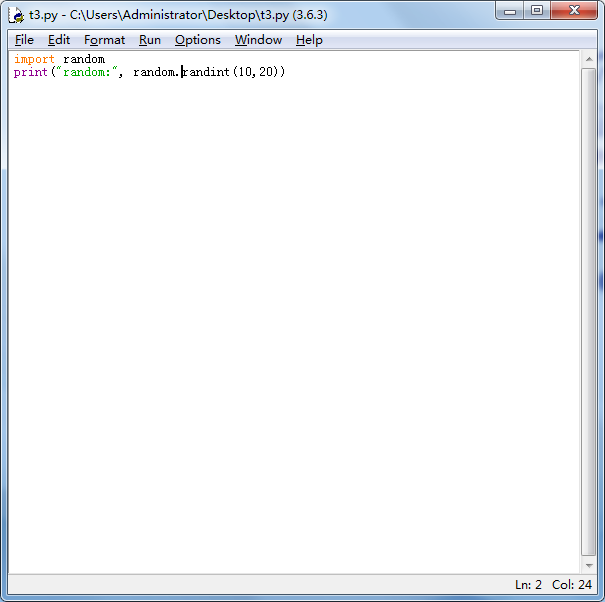 t3.py - C:\Users\Administrator\Desktop\t3.py (3.6.3)
File Edit Format Run Options Window Help
import random
print("random:", random.randint(10,20))
Ln: 2 Col: 24